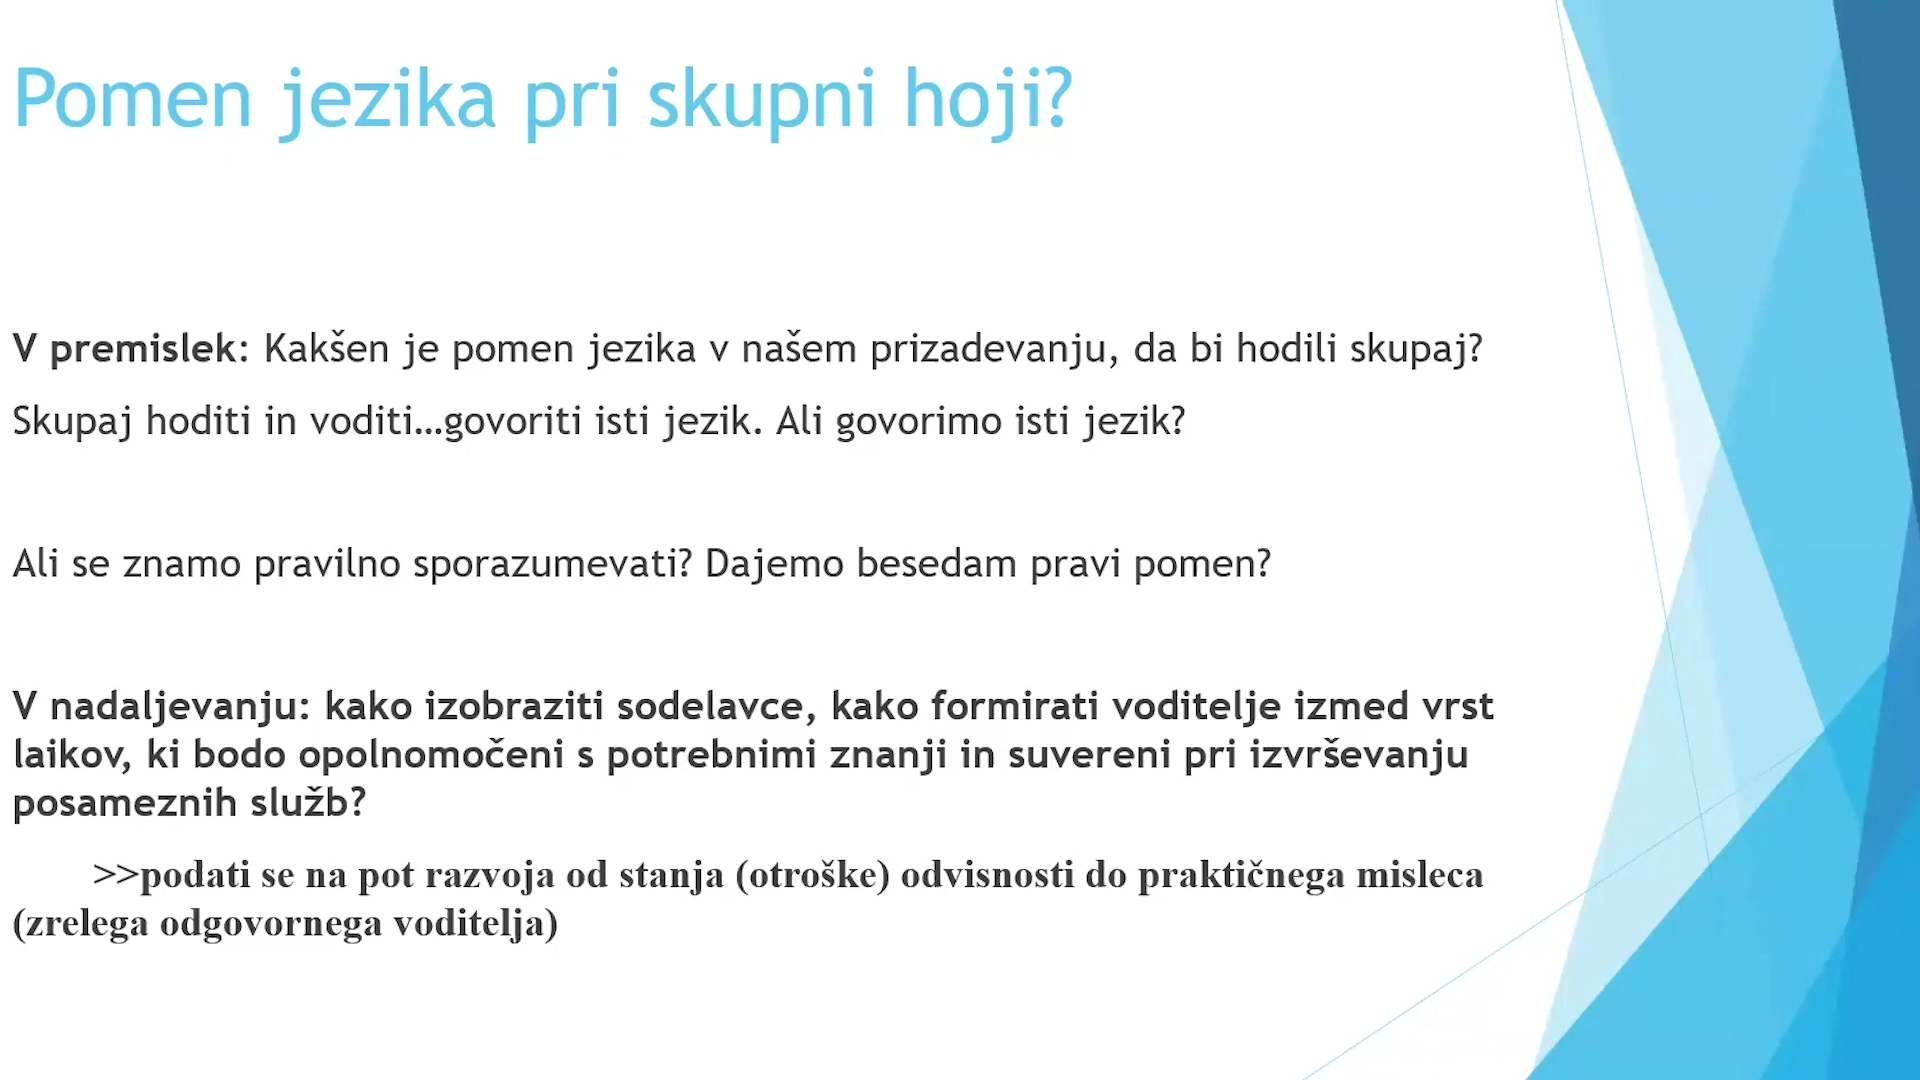 Pomen jezika pri skupni hoji?
V premislek: Kakšen je pomen jezika v našem prizadevanju, da bi hodili skupaj?
Skupaj hoditi in voditi…govoriti isti jezik. Ali govorimo isti jezik?
Ali se znamo pravilno sporazumevati? Dajemo besedam pravi pomen?
V nadaljevanju: kako izobraziti sodelavce, kako formirati voditelje izmed vrst
laikov, ki bodo opolnomočeni s potrebnimi znanji in suvereni pri izvrševanju
posameznih služb?
>>podati se na pot razvoja od stanja (otroške) odvisnosti do praktičnega misleca
(zrelega odgovornega voditelja)